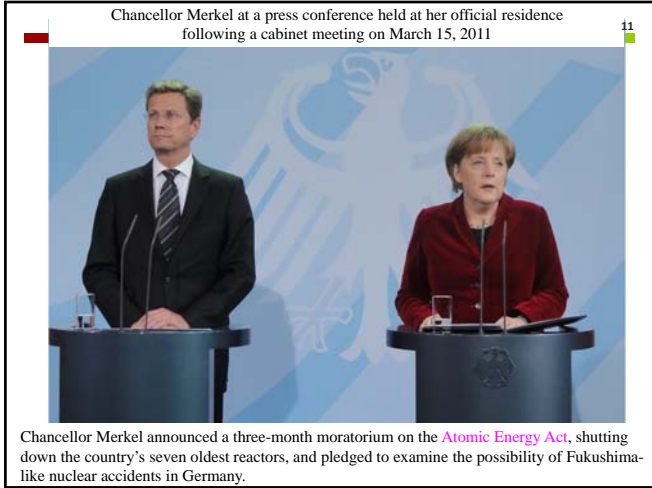 Chancellor Merkel at a press conference held at her official residence
following a cabinet meeting on March 15, 2011
11
Chancellor Merkel announced a three-month moratorium on the Atomic Energy Act, shutting
down the country's seven oldest reactors, and pledged to examine the possibility of Fukushima-
like nuclear accidents in Germany.